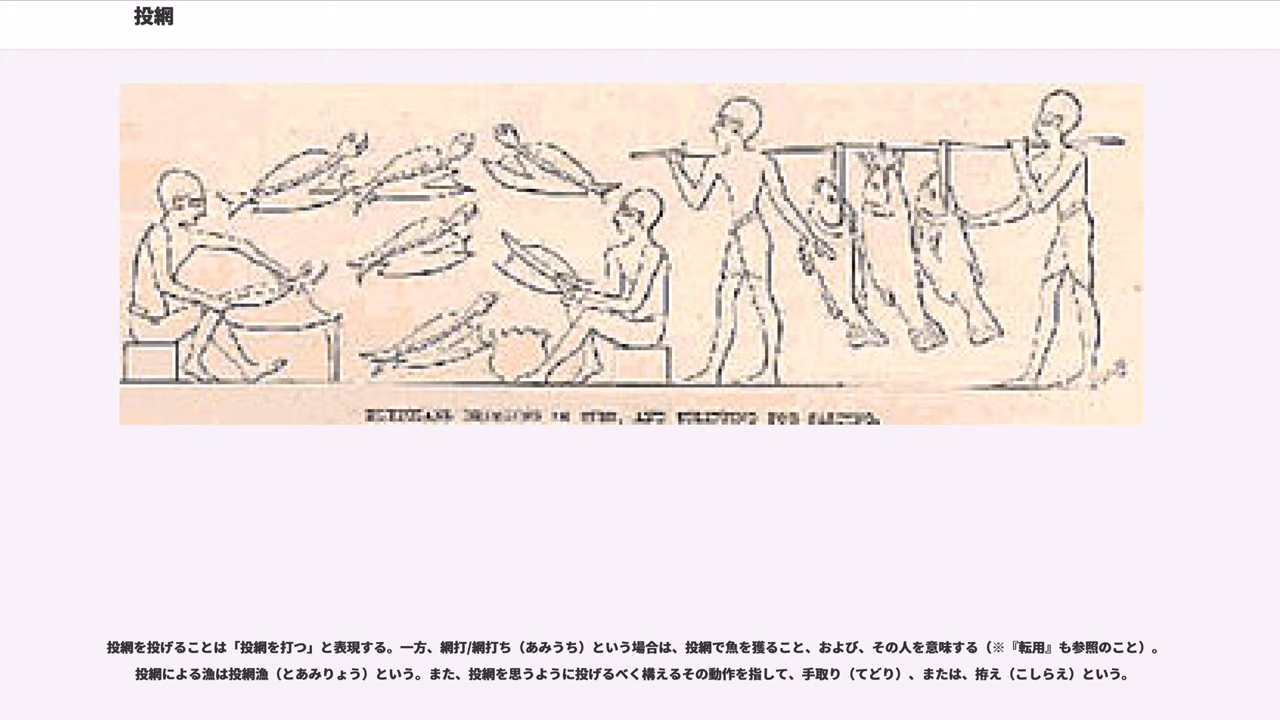 投網
投網を投げることは「投網を打つ」と表現する。一方、網打/網打ち（あみうち）という場合は、投網で魚を獲ること、および、その人を意味する（※『転用』も参照のこと）。
投網による漁は投網漁（とあみりょう）という。また、投網を思うように投げるべく構えるその動作を指して、手取り（てどり）、または、拵え（こしらえ）という。